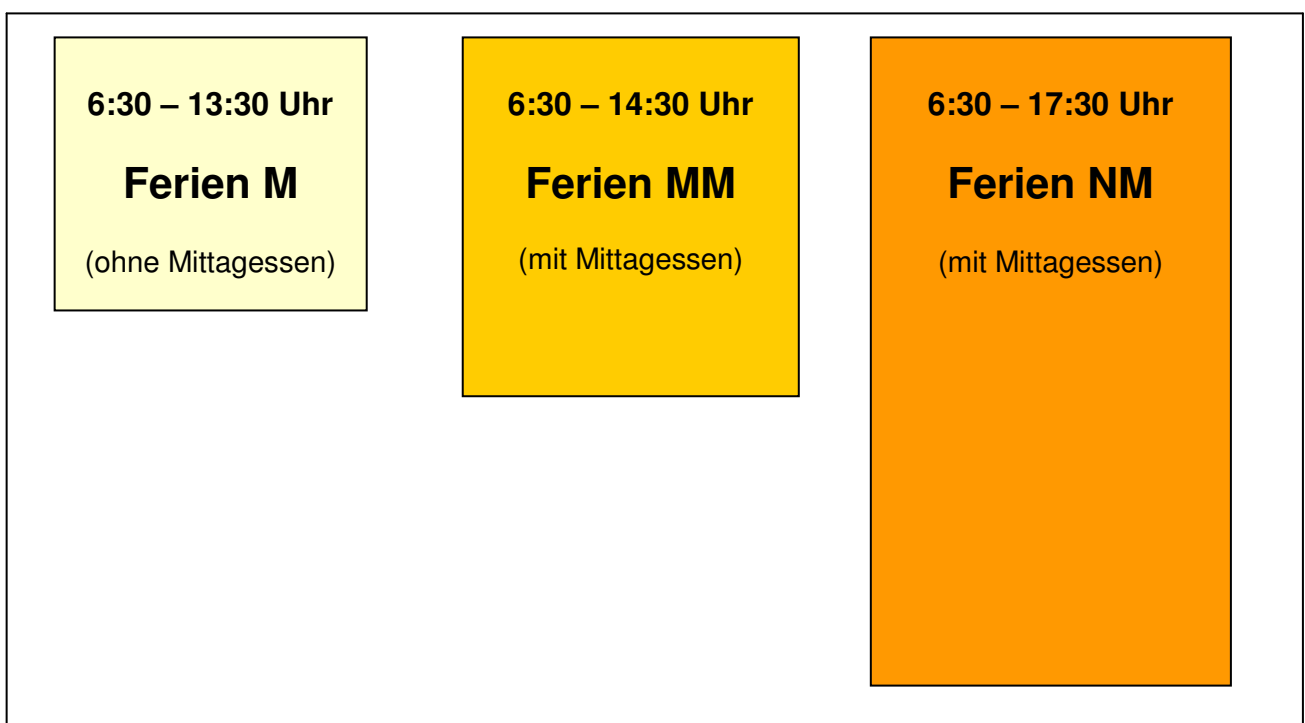 6:30 – 13:30 Uhr
Ferien M
(ohne Mittagessen)
6:30 – 14:30 Uhr
Ferien MM
(mit Mittagessen)
6:30 – 17:30 Uhr
Ferien NM
(mit Mittagessen)